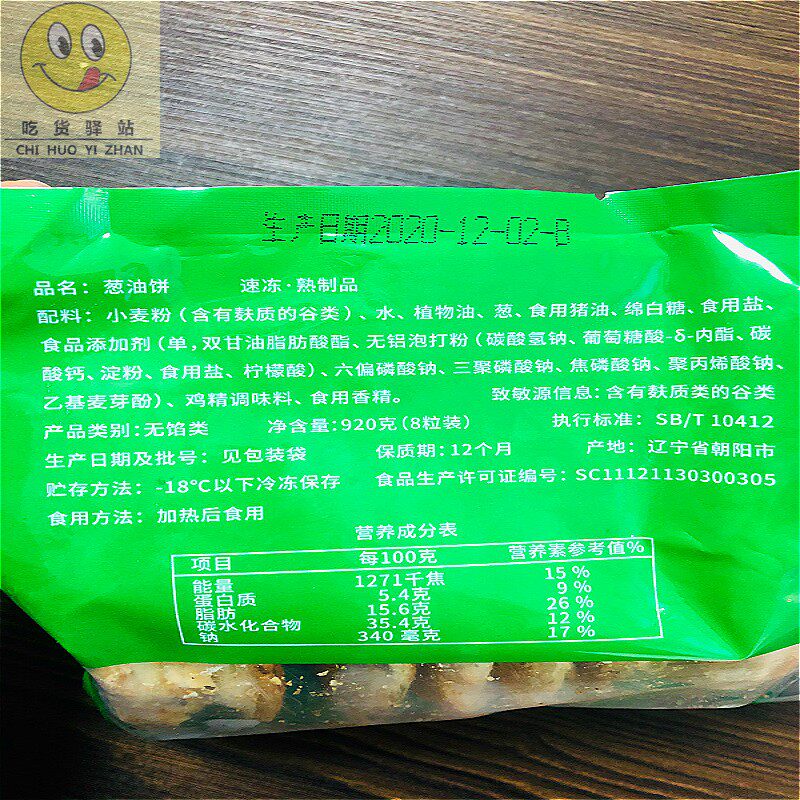 吃货驿站
CHI HUO YI ZHAN
生产日期2020-12-02-B
品名：葱油饼 速冻·熟制品
配料：小麦粉（含有麸质的谷类）、水、植物油、葱、食用猪油、绵白糖、食用盐、
食品添加剂（单，双甘油脂肪酸酯、无铝泡打粉（碳酸氢钠、葡萄糖酸-δ-内酯、碳
酸钙、淀粉、食用盐、柠檬酸）、六偏磷酸钠、三聚磷酸钠、焦磷酸钠、聚丙烯酸钠、
乙基麦芽酚）、鸡精调味料、食用香精。 致敏源信息：含有麸质类的谷类
产品类别：无馅类 净含量：920克（8粒装） 执行标准：SB/T 10412
生产日期及批号：见包装袋 保质期：12个月 产地：辽宁省朝阳市
贮存方法：-18℃以下冷冻保存 食品生产许可证编号：SC11121130300305
食用方法：加热后食用
营养成分表
项目 每100克 营养素参考值%
能量 1271千焦 15 %
蛋白质 5.4克 9 %
脂肪 15.6克 26 %
碳水化合物 35.4克 12 %
钠 340 毫克 17 %